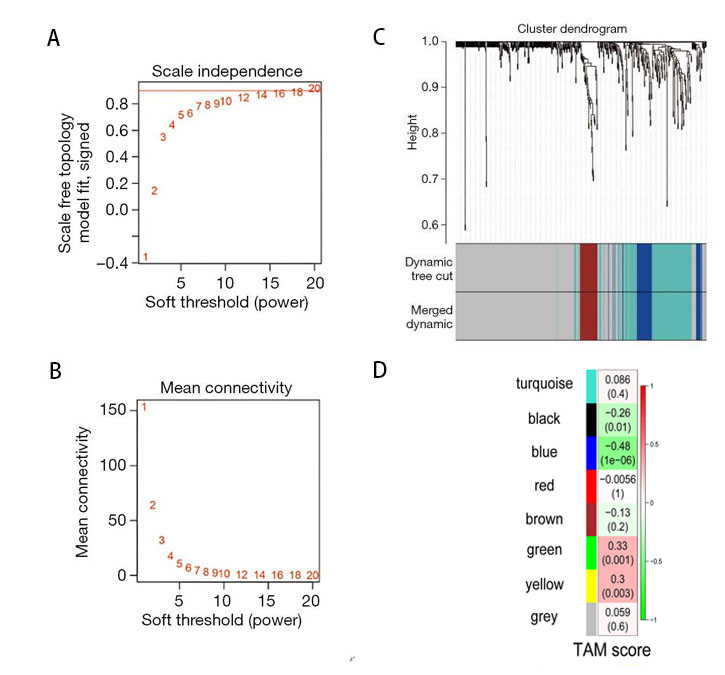 A
Scale independence
Scale free topology
model fit, signed
0.8
0.6
0.4
0.2
0.0
−0.4
1
2
3
4
5
6
7
8
9
10
12
14
16
18
20
5
10
15
20
Soft threshold (power)
B
Mean connectivity
Mean connectivity
150
100
50
0
1
2
3
4
5
6
7
8
9
10
12
14
16
18
20
5
10
15
20
Soft threshold (power)
C
Cluster dendrogram
Height
1.0
0.9
0.8
0.7
0.6
Dynamic
tree cut
Merged
dynamic
D
turquoise
0.086
(0.4)
black
−0.26
(0.01)
blue
−0.48
(1e−06)
red
−0.0056
(1)
brown
−0.13
(0.2)
green
0.33
(0.001)
yellow
0.3
(0.003)
grey
0.059
(0.6)
1
0.5
0
−0.5
−1
TAM score